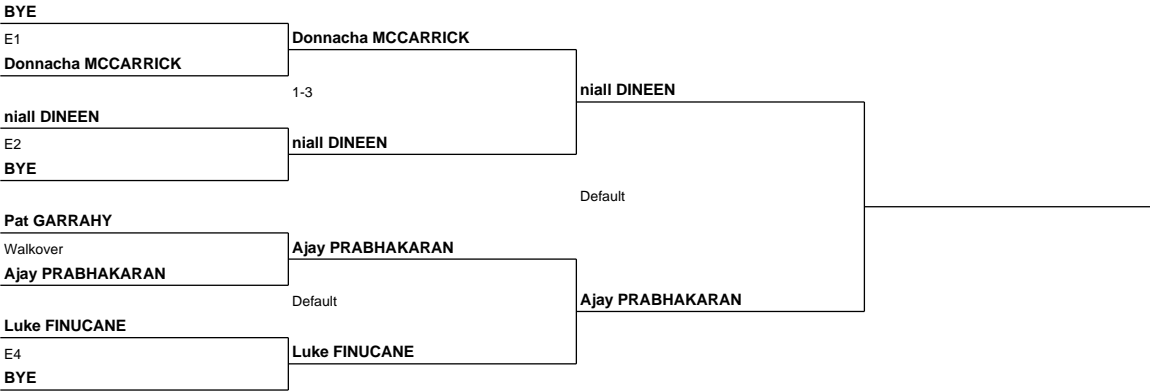 BYE
E1
Donnacha MCCARRICK
Donnacha MCCARRICK
1-3
niall DINEEN
niall DINEEN
E2
niall DINEEN
BYE
Default
Pat GARRAHY
Walkover
Ajay PRABHAKARAN
Ajay PRABHAKARAN
Default
Ajay PRABHAKARAN
Luke FINUCANE
E4
Luke FINUCANE
BYE